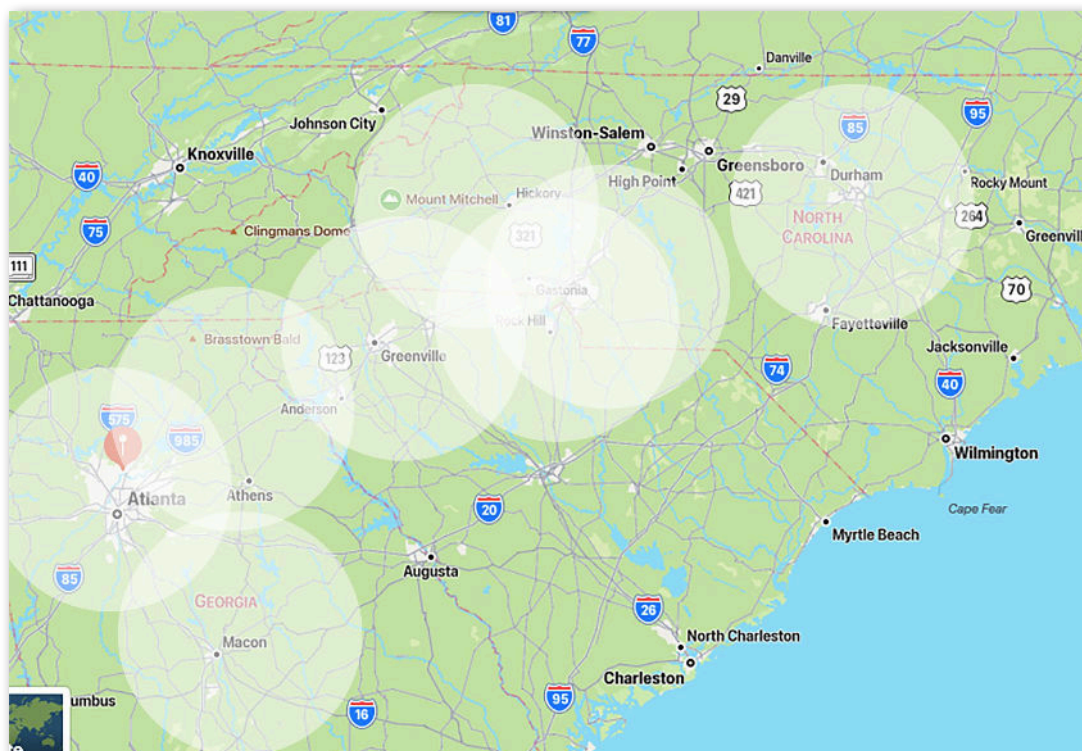 81
77
Danville
29
Johnson City
95
Winston-Salem
85
Knoxville
Greensboro
40
High Point
Durham
Rocky Mount
421
Mount Mitchell
Hickory
264
NORTH
CAROLINA
75
Clingmans Dome
321
Greenville
111
Gastonia
70
Chattanooga
Rock Hill
Fayetteville
Brasstown Bald
123
Greenville
Jacksonville
74
40
Anderson
575
985
Wilmington
Athens
Atlanta
20
Cape Fear
Myrtle Beach
Augusta
85
GEORGIA
26
North Charleston
Macon
Charleston
umbus
95
16